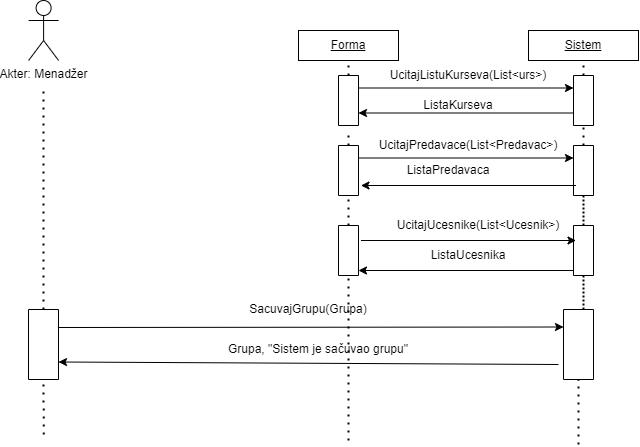 Forma
Sistem
Akter: Menadžer
UcitajListuKurseva(List<urs>)
ListaKurseva
UcitajPredavace(List<Predavac>)
ListaPredavaca
UcitajUcesnike(List<Ucesnik>)
ListaUcesnika
SacuvajGrupu(Grupa)
Grupa, "Sistem je sačuvao grupu"